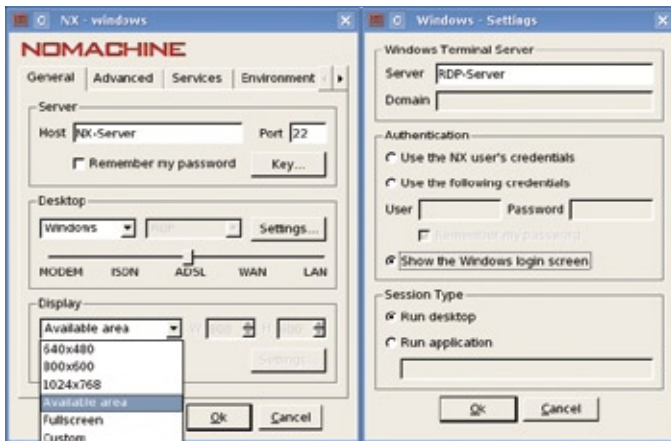 NX - windows
NOMACHINE
General Advanced Services Environment
Server
Host NX-Server Port 22
Remember my password Key...
Desktop
Windows RDP Settings...
MODEM ISDN ADSL WAN LAN
Display
Available area W 800 H 600
640x480
800x600
1024x768
Available area
Fullscreen
Custom
Settings...
Ok Cancel
Windows - Settings
Windows Terminal Server
Server RDP-Server
Domain
Authentication
Use the NX user's credentials
Use the following credentials
User Password
Remember my password
Show the Windows login screen
Session Type
Run desktop
Run application
Ok Cancel